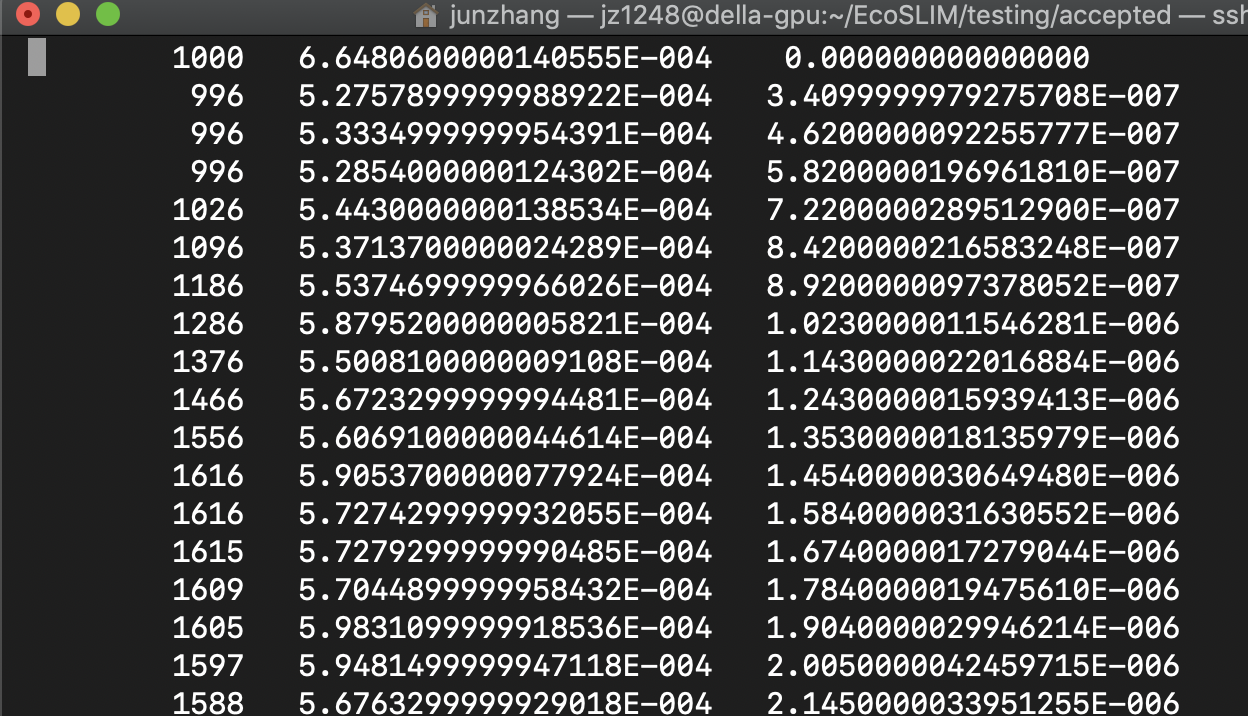 junzhang — jz1248@della-gpu:~/EcoSLIM/testing/accepted — ssh
1000 6.6480600000140555E-004 0.000000000000000
996 5.2757899999988922E-004 3.4099999979275708E-007
996 5.3334999999954391E-004 4.6200000092255777E-007
996 5.2854000000124302E-004 5.8200000196961810E-007
1026 5.4430000000138534E-004 7.2200000289512900E-007
1096 5.3713700000024289E-004 8.4200000216583248E-007
1186 5.5374699999966026E-004 8.9200000097378052E-007
1286 5.8795200000005821E-004 1.0230000011546281E-006
1376 5.5008100000009108E-004 1.1430000022016884E-006
1466 5.6723299999994481E-004 1.2430000015939413E-006
1556 5.6069100000044614E-004 1.3530000018135979E-006
1616 5.9053700000077924E-004 1.4540000030649480E-006
1616 5.7274299999932055E-004 1.5840000031630552E-006
1615 5.7279299999990485E-004 1.6740000017279044E-006
1609 5.7044899999958432E-004 1.7840000019475610E-006
1605 5.9831099999918536E-004 1.9040000029946214E-006
1597 5.9481499999947118E-004 2.0050000042459715E-006
1588 5.6763299999929018E-004 2.1450000033951255E-006